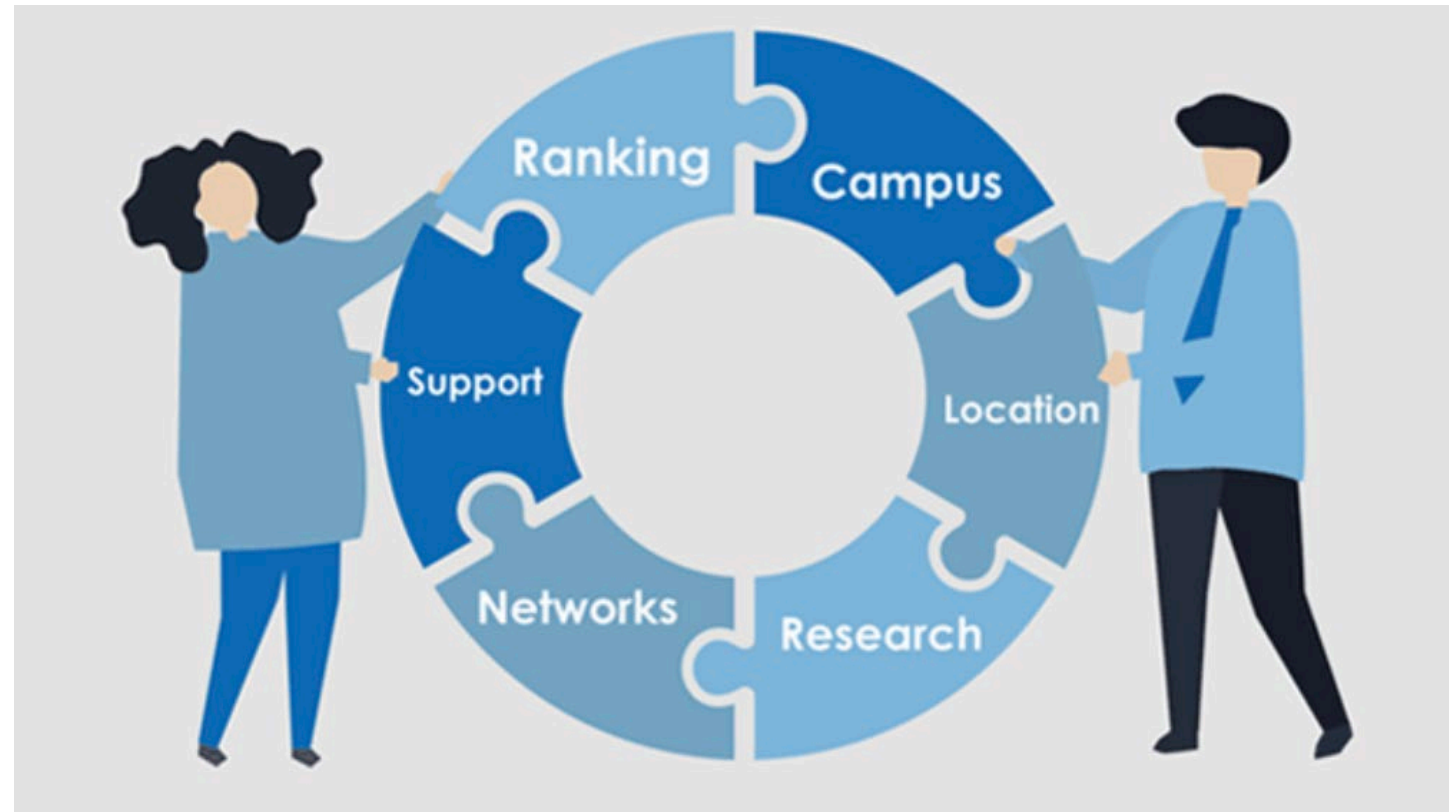 Ranking
Campus
Support
Location
Networks
Research